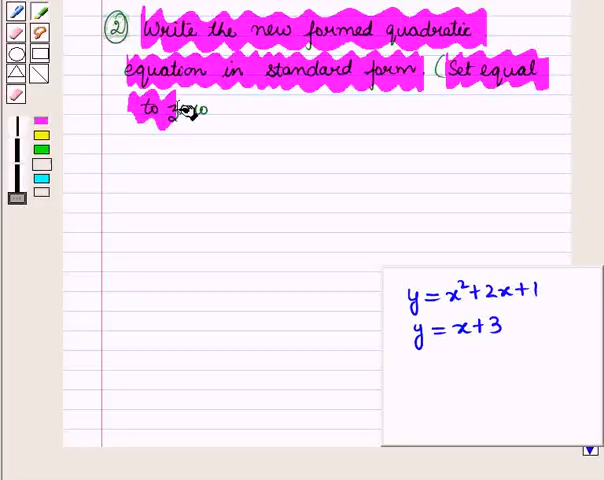 ② Write the new formed quadratic
equation in standard form. (Set equal
to zero
y = x² + 2x + 1
y = x + 3